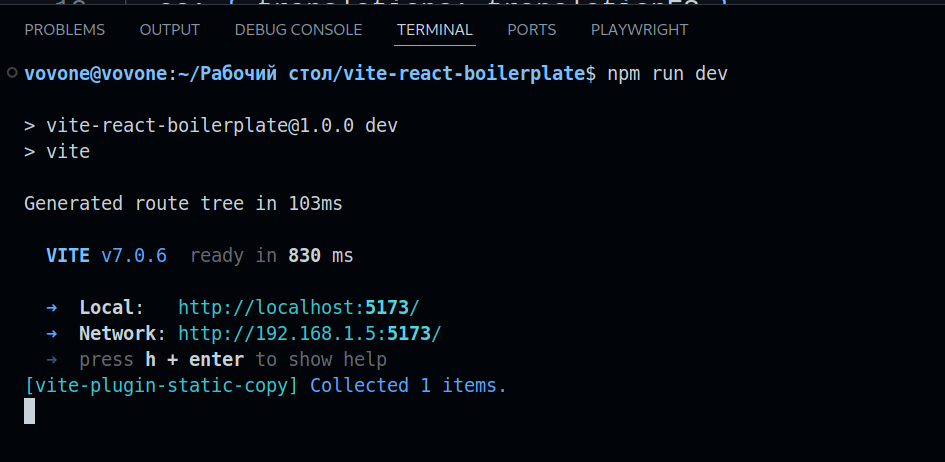 PROBLEMS OUTPUT DEBUG CONSOLE TERMINAL PORTS PLAYWRIGHT
vovone@vovone:~/Рабочий стол/vite-react-boilerplate$ npm run dev
> vite-react-boilerplate@1.0.0 dev
> vite
Generated route tree in 103ms
VITE v7.0.6 ready in 830 ms
➜ Local: http://localhost:5173/
➜ Network: http://192.168.1.5:5173/
➜ press h + enter to show help
[vite-plugin-static-copy] Collected 1 items.